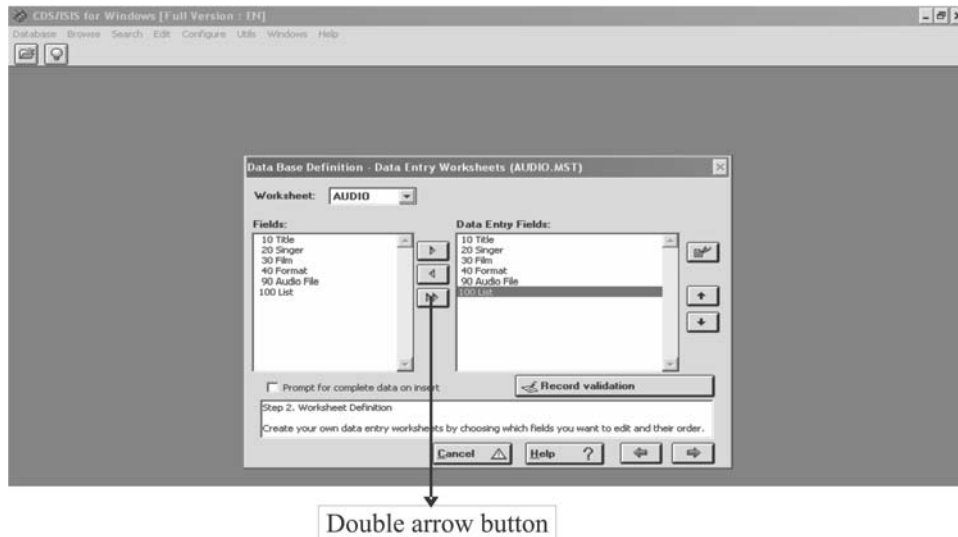 CDS/ISIS for Windows [Full Version : EN]
Database Browse Search Edit Configure Utils Windows Help
Data Base Definition - Data Entry Worksheets (AUDIO.MST)
Worksheet: AUDIO
Fields:
10 Title
20 Singer
30 Film
40 Format
90 Audio File
100 List
Data Entry Fields:
10 Title
20 Singer
30 Film
40 Format
90 Audio File
100 List
Prompt for complete data on insert
Record validation
Step 2. Worksheet Definition
Create your own data entry worksheets by choosing which fields you want to edit and their order.
Cancel Help ?
Double arrow button